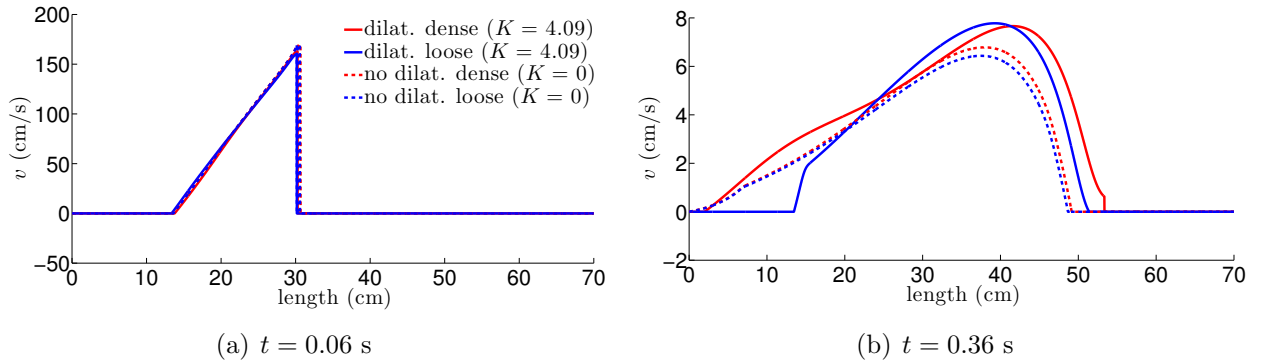 200
150
100
50
0
−50
v (cm/s)
0 10 20 30 40 50 60 70
length (cm)
dilat. dense (K = 4.09)
dilat. loose (K = 4.09)
no dilat. dense (K = 0)
no dilat. loose (K = 0)
(a) t = 0.06 s
8
6
4
2
0
−2
v (cm/s)
0 10 20 30 40 50 60 70
length (cm)
(b) t = 0.36 s